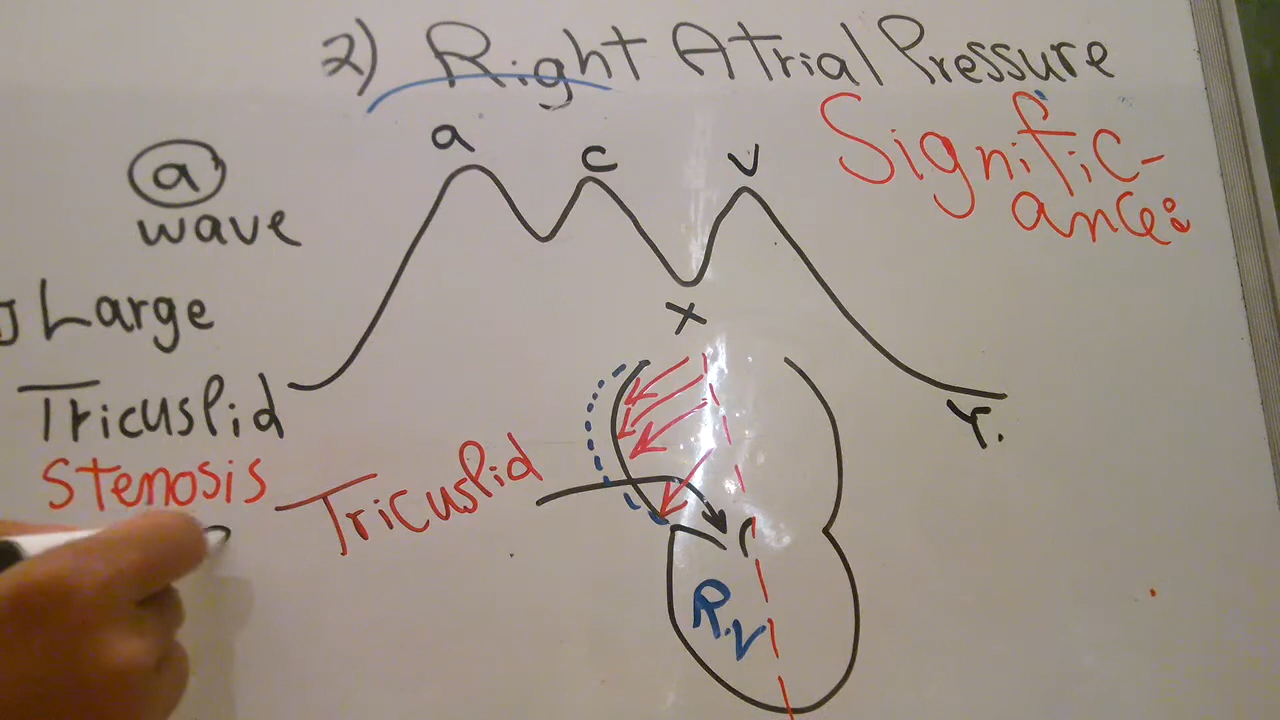 2) Right Atrial Pressure
Signific-
ance:
a c v
a
wave
Large
Tricuspid
Stenosis
x
y.
Tricuspid
R.V